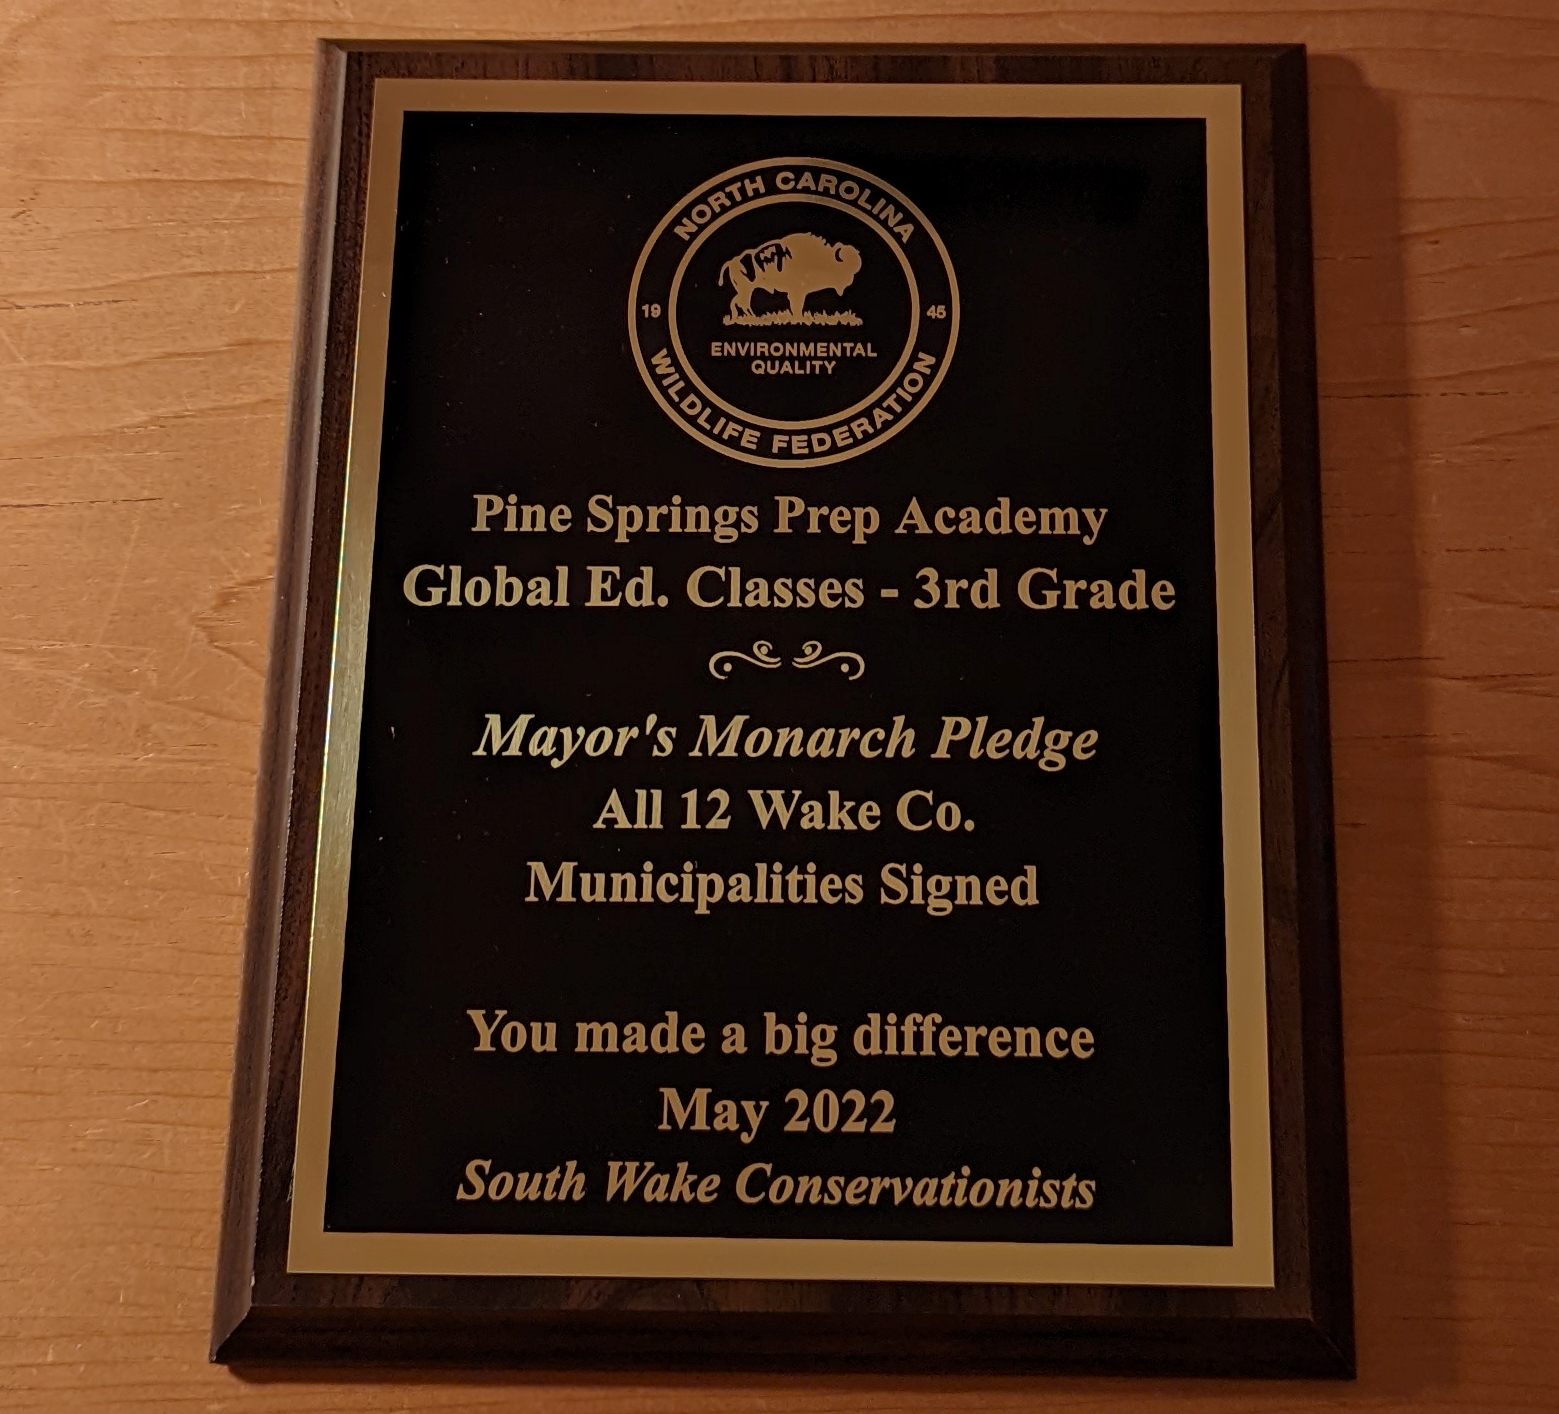 NORTH CAROLINA
19 45
ENVIRONMENTAL
QUALITY
WILDLIFE FEDERATION
Pine Springs Prep Academy
Global Ed. Classes - 3rd Grade
Mayor's Monarch Pledge
All 12 Wake Co.
Municipalities Signed
You made a big difference
May 2022
South Wake Conservationists